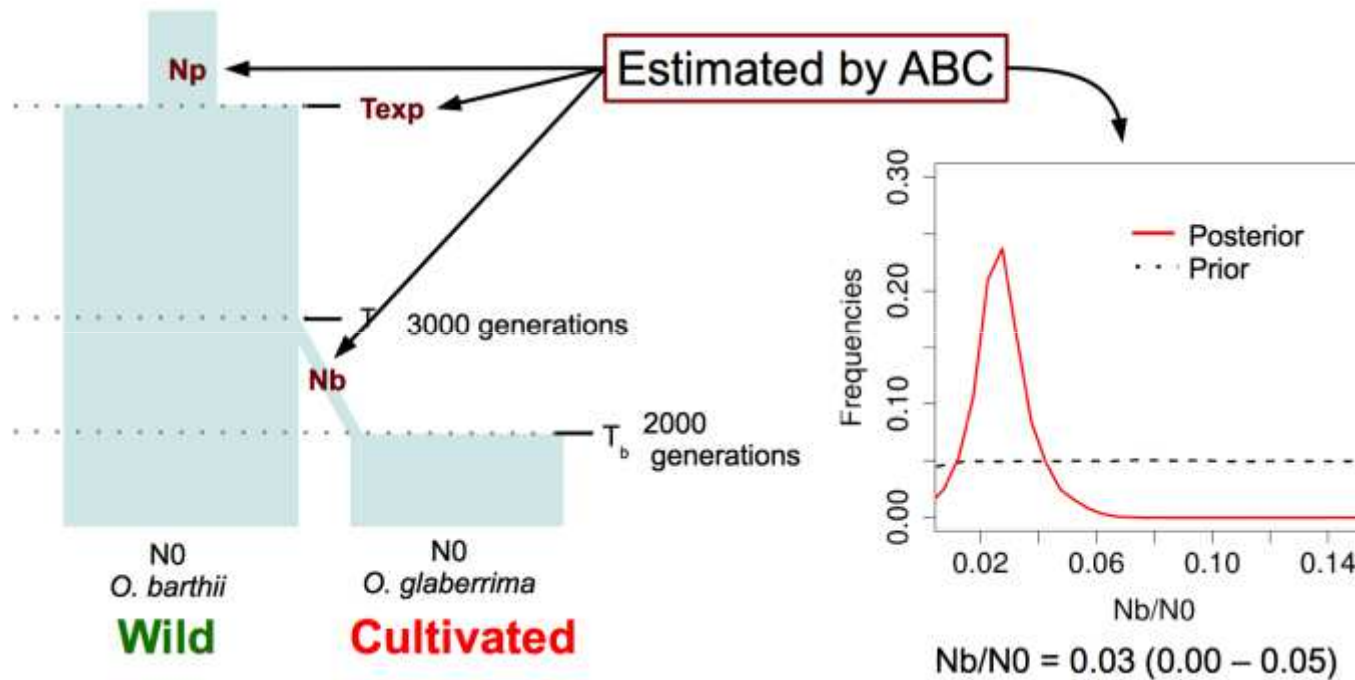 Np
Estimated by ABC
Texp
T
3000 generations
Nb
Tb 2000
generations
N0
O. barthii
Wild
N0
O. glaberrima
Cultivated
0.30
0.20
0.10
0.00
Frequencies
Posterior
Prior
0.02 0.06 0.10 0.14
Nb/N0
Nb/N0 = 0.03 (0.00 – 0.05)